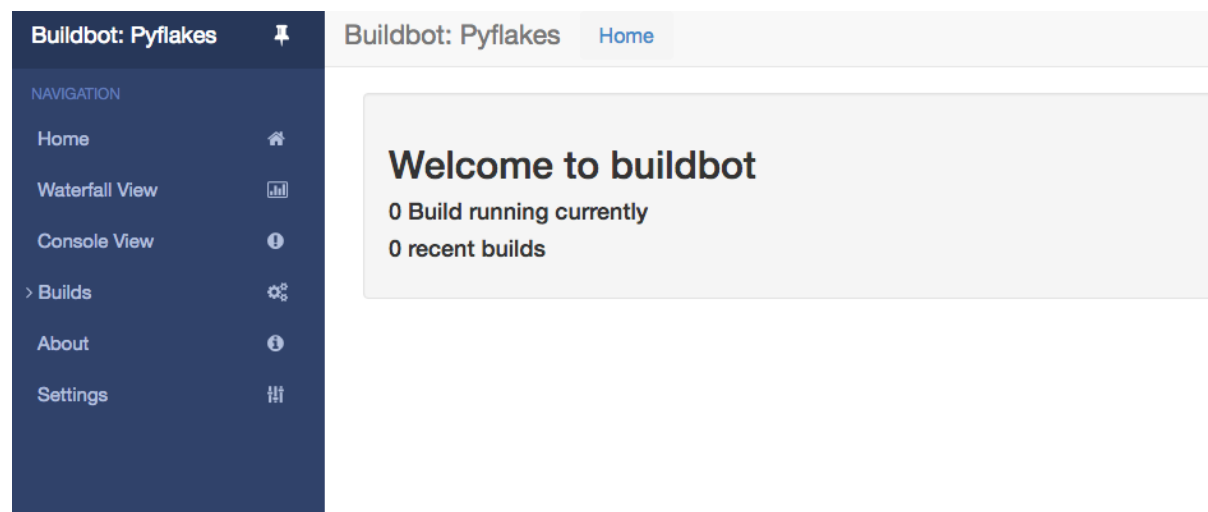 Buildbot: Pyflakes
NAVIGATION
Home
Waterfall View
Console View
> Builds
About
Settings
Buildbot: Pyflakes Home
Welcome to buildbot
0 Build running currently
0 recent builds